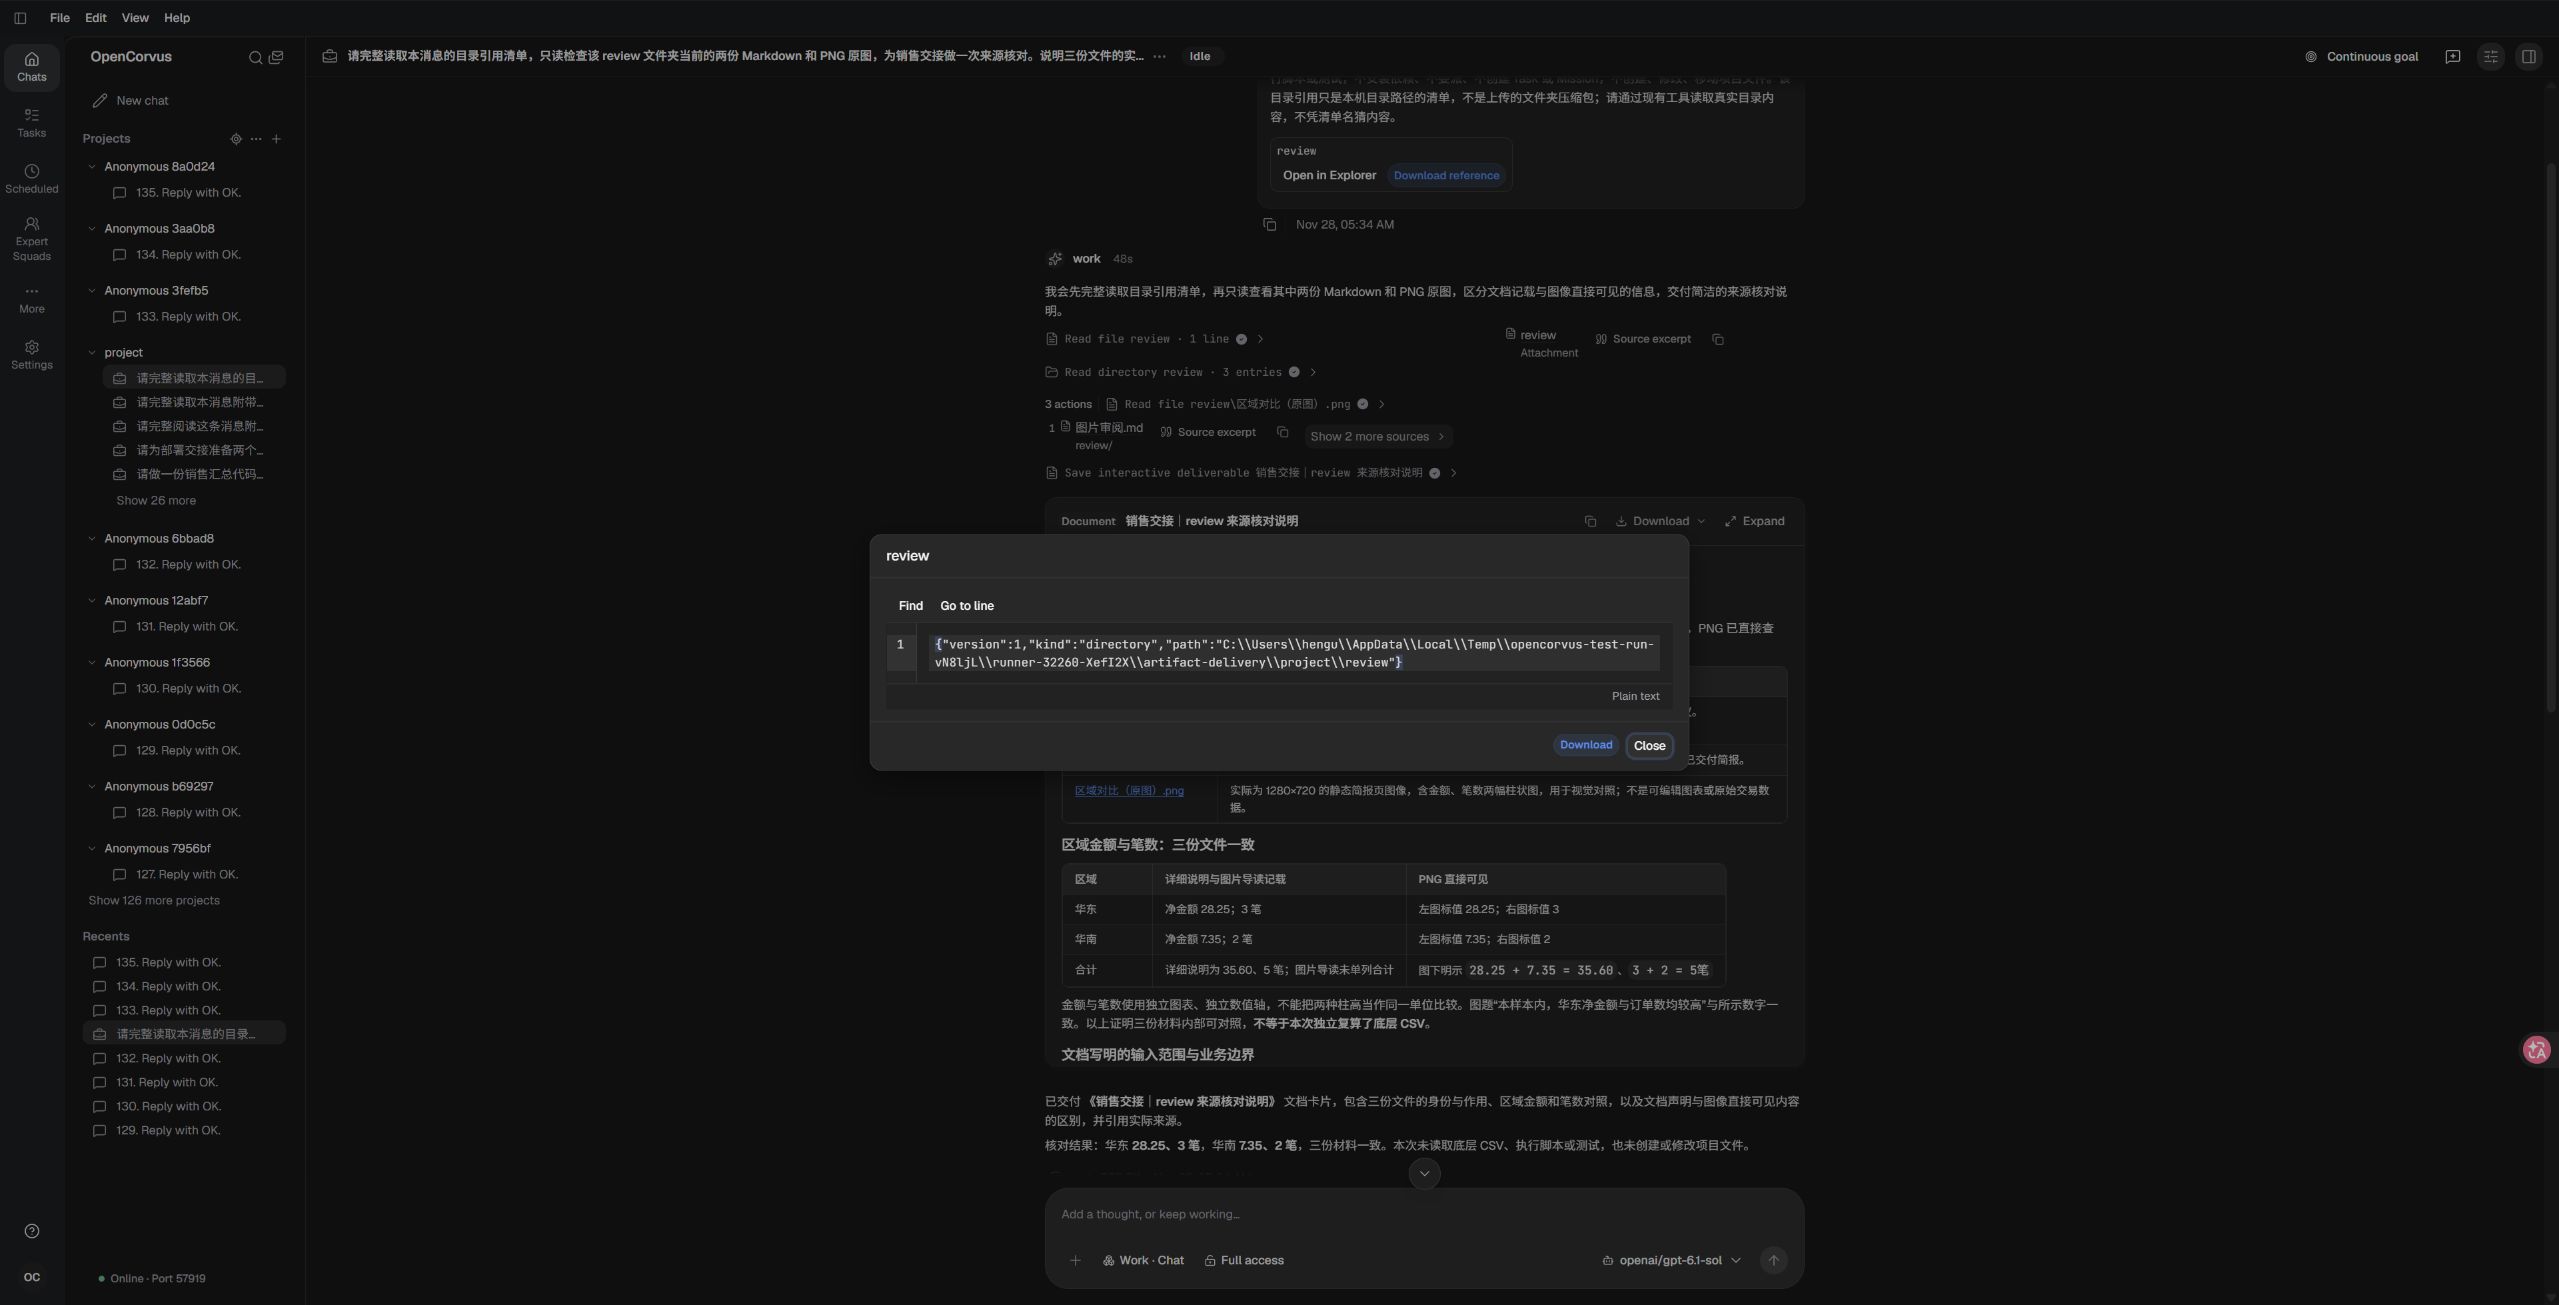 File Edit View Help
Chats
Tasks
Scheduled
Expert
Squads
More
Settings
OC
OpenCorvus
New chat
Projects
Anonymous 8a0d24
135. Reply with OK.
Anonymous 3aa0b8
134. Reply with OK.
Anonymous 3fefb5
133. Reply with OK.
project
请完整读取本消息的目...
请完整读取本消息附带...
请完整阅读这条消息附...
请为部署交接准备两个...
请做一份销售汇总代码...
Show 26 more
Anonymous 6bbad8
132. Reply with OK.
Anonymous 12abf7
131. Reply with OK.
Anonymous 1f3566
130. Reply with OK.
Anonymous 0d0c5c
129. Reply with OK.
Anonymous b69297
128. Reply with OK.
Anonymous 7956bf
127. Reply with OK.
Show 126 more projects
Recents
135. Reply with OK.
134. Reply with OK.
133. Reply with OK.
请完整读取本消息的目录...
132. Reply with OK.
131. Reply with OK.
130. Reply with OK.
129. Reply with OK.
Online · Port 57919
请完整读取本消息的目录引用清单，只读检查该 review 文件夹当前的两份 Markdown 和 PNG 原图，为销售交接做一次来源核对。说明三份文件的实... Idle
Continuous goal
目录引用只是本机目录路径的清单，不是上传的文件夹压缩包；请通过现有工具读取真实目录内
容，不凭清单名猜内容。
review
Open in Explorer Download reference
Nov 28, 05:34 AM
work 48s
我会先完整读取目录引用清单，再只读查看其中两份 Markdown 和 PNG 原图，区分文档记载与图像直接可见的信息，交付简洁的来源核对说
明。
Read file review · 1 line
review
Attachment
Source excerpt
Read directory review · 3 entries
3 actions Read file review\区域对比（原图）.png
1 图片审阅.md
review/
Source excerpt
Show 2 more sources
Save interactive deliverable 销售交接｜review 来源核对说明
Document 销售交接｜review 来源核对说明 Download Expand
review
Find Go to line
1 {"version":1,"kind":"directory","path":"C:\\Users\\hengu\\AppData\\Local\\Temp\\opencorvus-test-run-
vN8ljL\\runner-32260-XefI2X\\artifact-delivery\\project\\review"}
Plain text
Download Close
，PNG 已直接查
已交付简报。
区域对比（原图）.png 实际为 1280×720 的静态简报页图像，含金额、笔数两幅柱状图，用于视觉对照；不是可编辑图表或原始交易数
据。
区域金额与笔数：三份文件一致
区域 详细说明与图片导读记载 PNG 直接可见
华东 净金额 28.25；3 笔 左图标值 28.25；右图标值 3
华南 净金额 7.35；2 笔 左图标值 7.35；右图标值 2
合计 详细说明为 35.60、5 笔；图片导读未单列合计 图下明示 28.25 + 7.35 = 35.60、3 + 2 = 5笔
金额与笔数使用独立图表、独立数值轴，不能把两种柱高当作同一单位比较。图题“本样本内，华东净金额与订单数均较高”与所示数字一
致。以上证明三份材料内部可对照，不等于本次独立复算了底层 CSV。
文档写明的输入范围与业务边界
已交付《销售交接｜review 来源核对说明》文档卡片，包含三份文件的身份与作用、区域金额和笔数对照，以及文档声明与图像直接可见内容
的区别，并引用实际来源。
核对结果：华东 28.25、3 笔，华南 7.35、2 笔，三份材料一致。本次未读取底层 CSV、执行脚本或测试，也未创建或修改项目文件。
Add a thought, or keep working...
Work · Chat Full access openai/gpt-6.1-sol